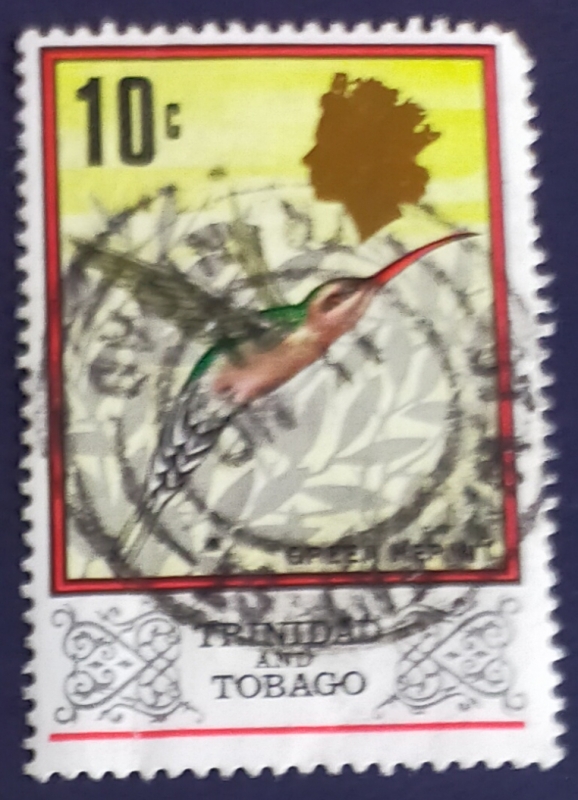 10c
GREEN HERMIT
TRINIDAD
AND
TOBAGO